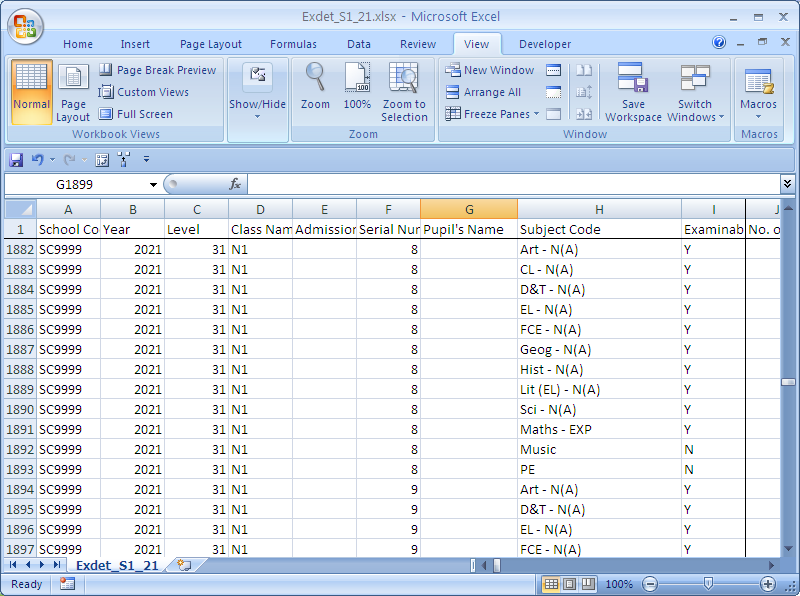 Exdet_S1_21.xlsx - Microsoft Excel
Home Insert Page Layout Formulas Data Review View Developer
Normal
Page Layout
Page Break Preview
Custom Views
Full Screen
Workbook Views
Show/Hide
Zoom
100%
Zoom to Selection
Zoom
New Window
Arrange All
Freeze Panes
Save Workspace
Switch Windows
Window
Macros
Macros
G1899 fx
A B C D E F G H I J
1 School Co Year Level Class Nam Admission Serial Nur Pupil's Name Subject Code Examinab No. o
1882 SC9999 2021 31 N1 8 Art - N(A) Y
1883 SC9999 2021 31 N1 8 CL - N(A) Y
1884 SC9999 2021 31 N1 8 D&T - N(A) Y
1885 SC9999 2021 31 N1 8 EL - N(A) Y
1886 SC9999 2021 31 N1 8 FCE - N(A) Y
1887 SC9999 2021 31 N1 8 Geog - N(A) Y
1888 SC9999 2021 31 N1 8 Hist - N(A) Y
1889 SC9999 2021 31 N1 8 Lit (EL) - N(A) Y
1890 SC9999 2021 31 N1 8 Sci - N(A) Y
1891 SC9999 2021 31 N1 8 Maths - EXP Y
1892 SC9999 2021 31 N1 8 Music N
1893 SC9999 2021 31 N1 8 PE N
1894 SC9999 2021 31 N1 9 Art - N(A) Y
1895 SC9999 2021 31 N1 9 D&T - N(A) Y
1896 SC9999 2021 31 N1 9 EL - N(A) Y
1897 SC9999 2021 31 N1 9 FCE - N(A) Y
Exdet_S1_21
Ready 100%